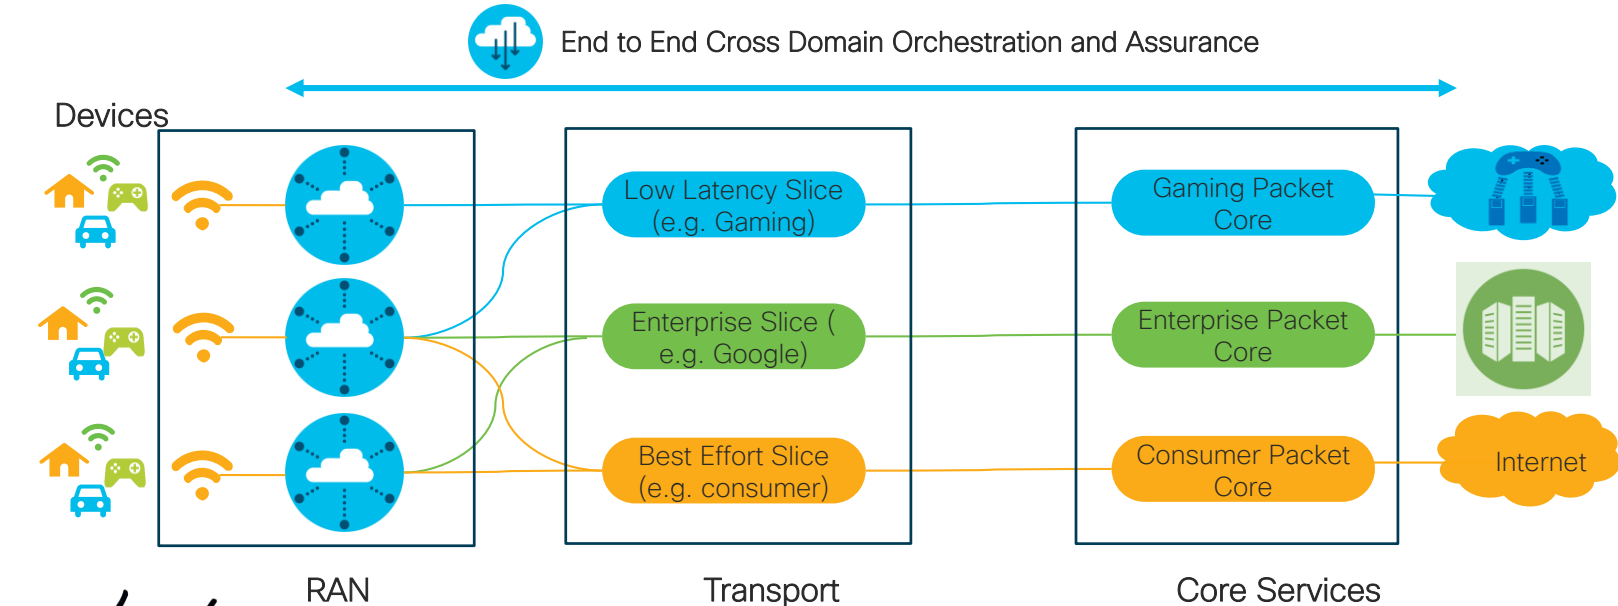 End to End Cross Domain Orchestration and Assurance
Devices
Low Latency Slice
(e.g. Gaming)
Gaming Packet
Core
Enterprise Slice (
e.g. Google)
Enterprise Packet
Core
Best Effort Slice
(e.g. consumer)
Consumer Packet
Core
Internet
RAN
Transport
Core Services